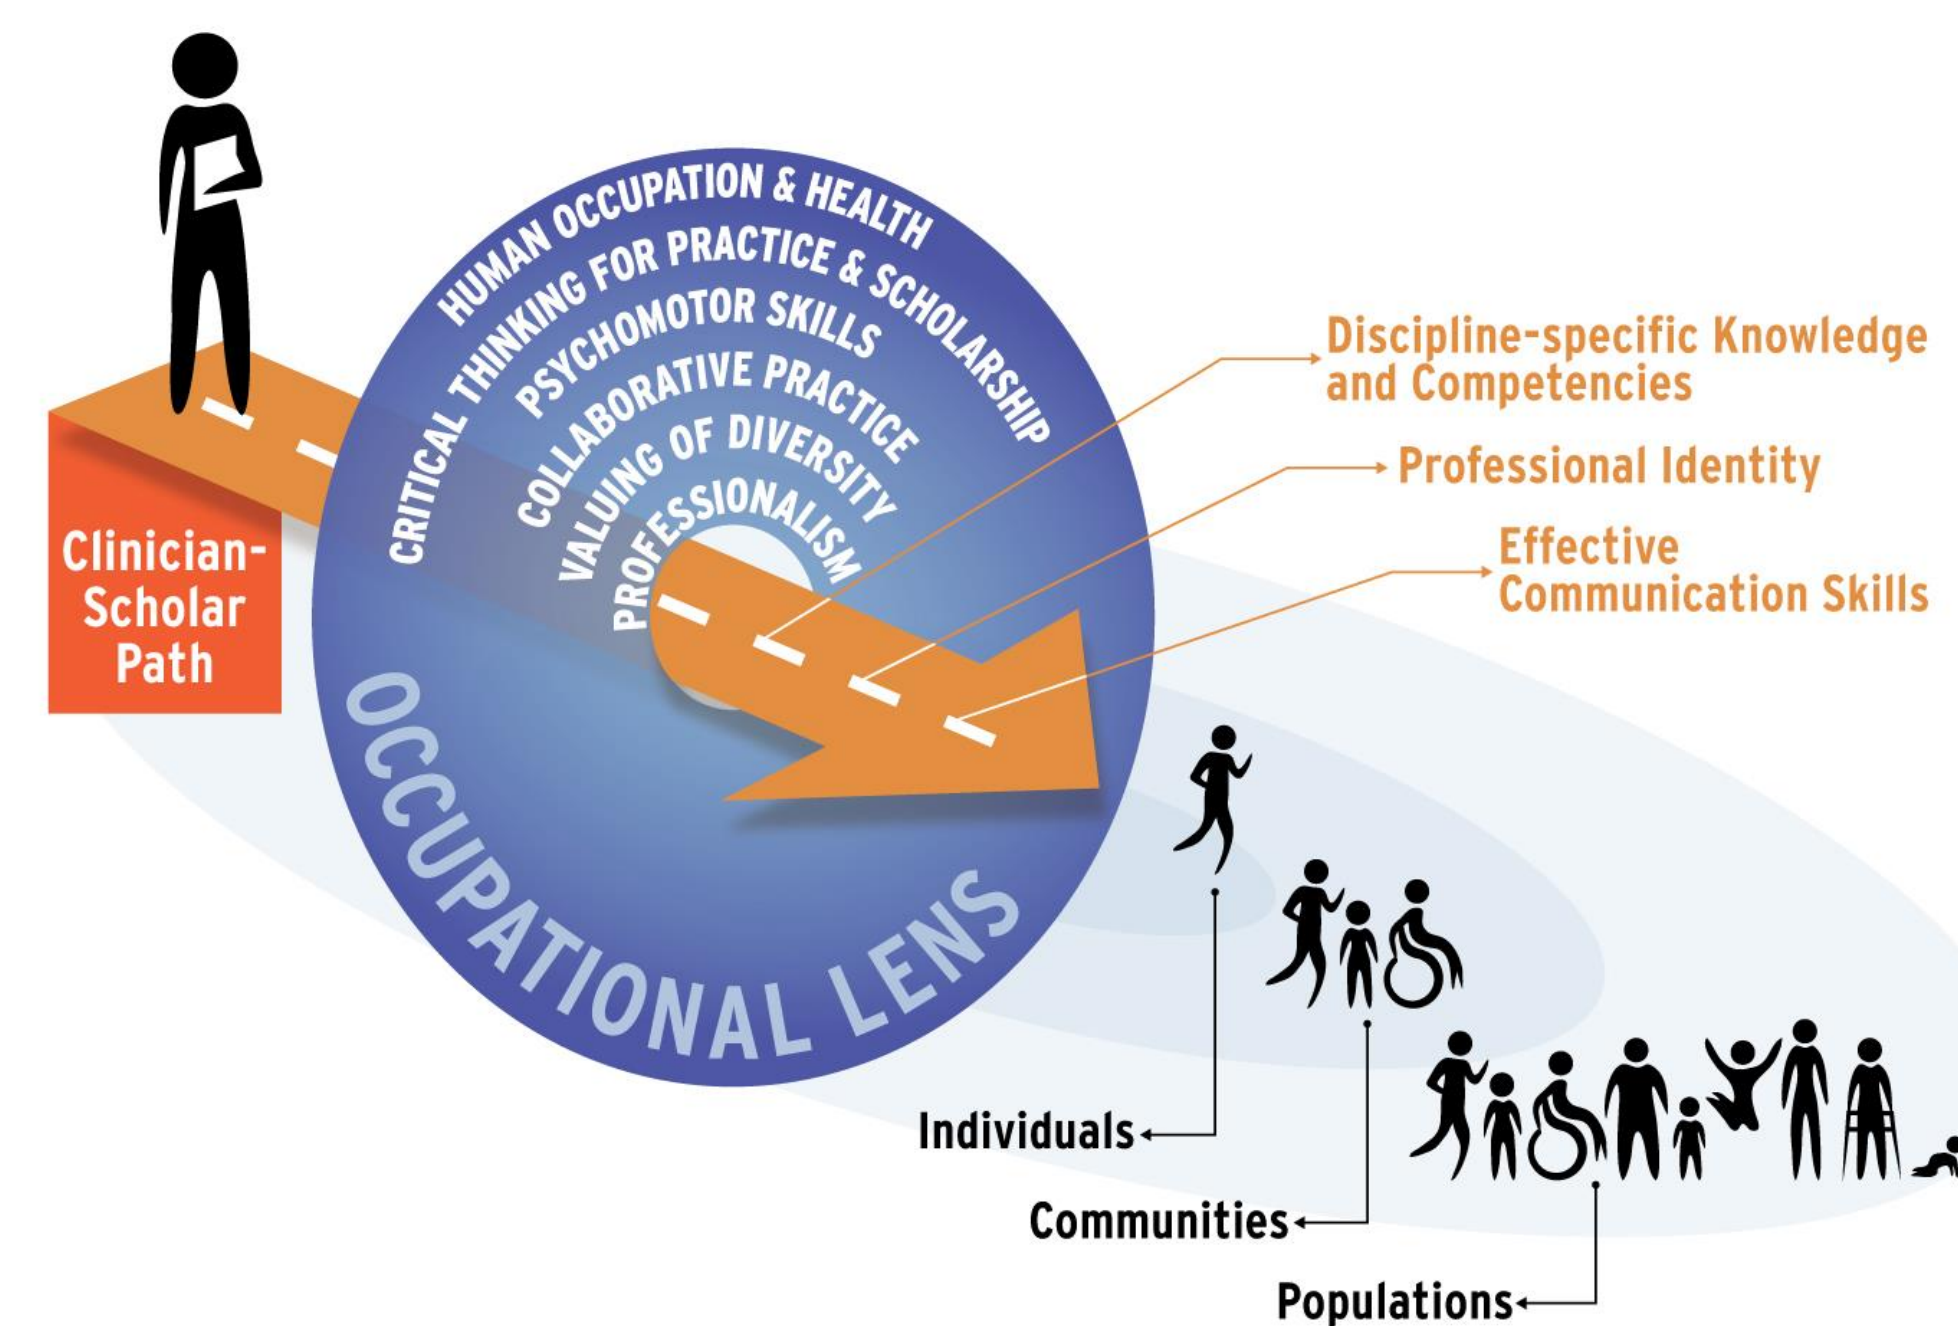 HUMAN OCCUPATION & HEALTH
CRITICAL THINKING FOR PRACTICE & SCHOLARSHIP
PSYCHOMOTOR SKILLS
COLLABORATIVE PRACTICE
VALUING OF DIVERSITY
PROFESSIONALISM
OCCUPATIONAL LENS
Clinician-
Scholar
Path
Discipline-specific Knowledge
and Competencies
Professional Identity
Effective
Communication Skills
Individuals
Communities
Populations